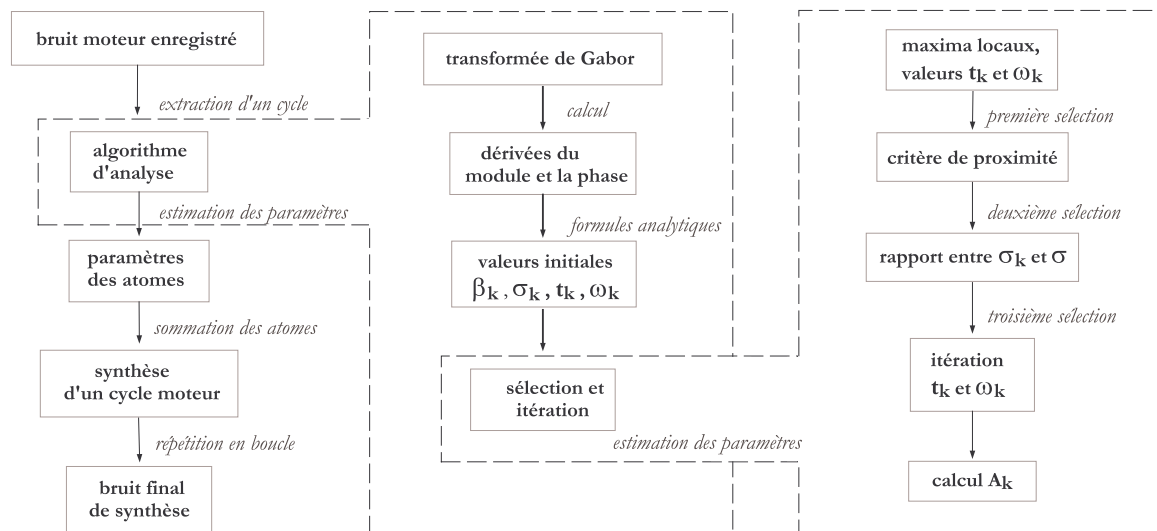 bruit moteur enregistré
extraction d'un cycle
algorithme
d'analyse
estimation des paramètres
paramètres
des atomes
sommation des atomes
synthèse
d'un cycle moteur
répétition en boucle
bruit final
de synthèse
transformée de Gabor
calcul
dérivées du
module et la phase
formules analytiques
valeurs initiales
βk, σk, tk, ωk
sélection et
itération
estimation des paramètres
maxima locaux,
valeurs tk et ωk
première sélection
critère de proximité
deuxième sélection
rapport entre σk et σ
troisième sélection
itération
tk et ωk
calcul Ak